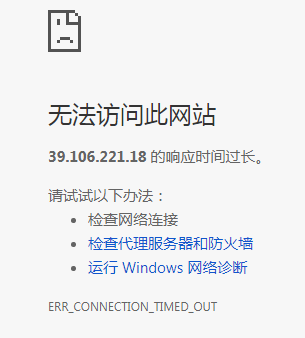 无法访问此网站
39.106.221.18 的响应时间过长。
请试试以下办法：
检查网络连接
检查代理服务器和防火墙
运行 Windows 网络诊断
ERR_CONNECTION_TIMED_OUT